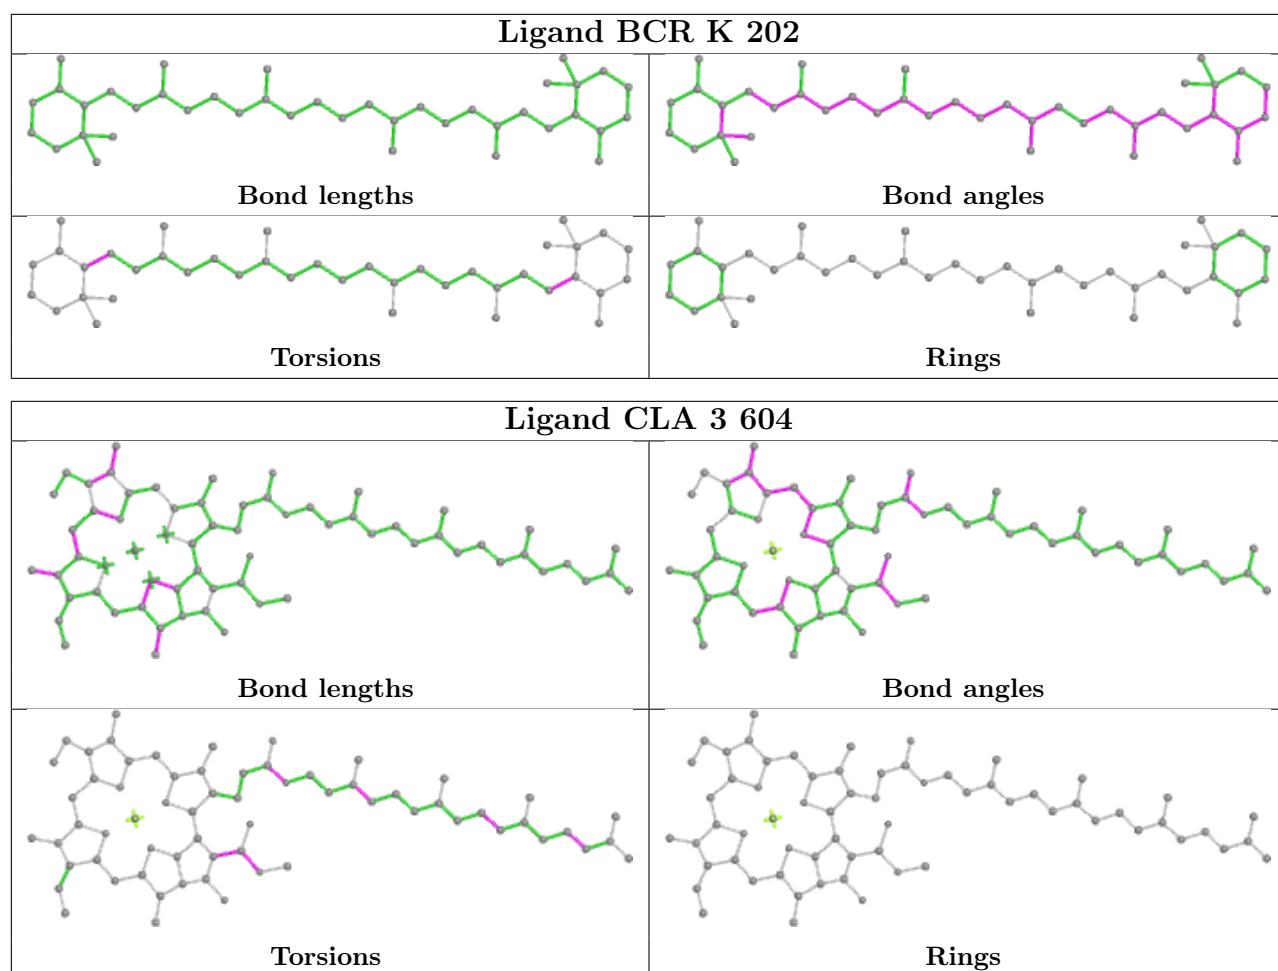 Ligand BCR K 202
Bond lengths
Bond angles
Torsions
Rings
Ligand CLA 3 604
Bond lengths
Bond angles
Torsions
Rings